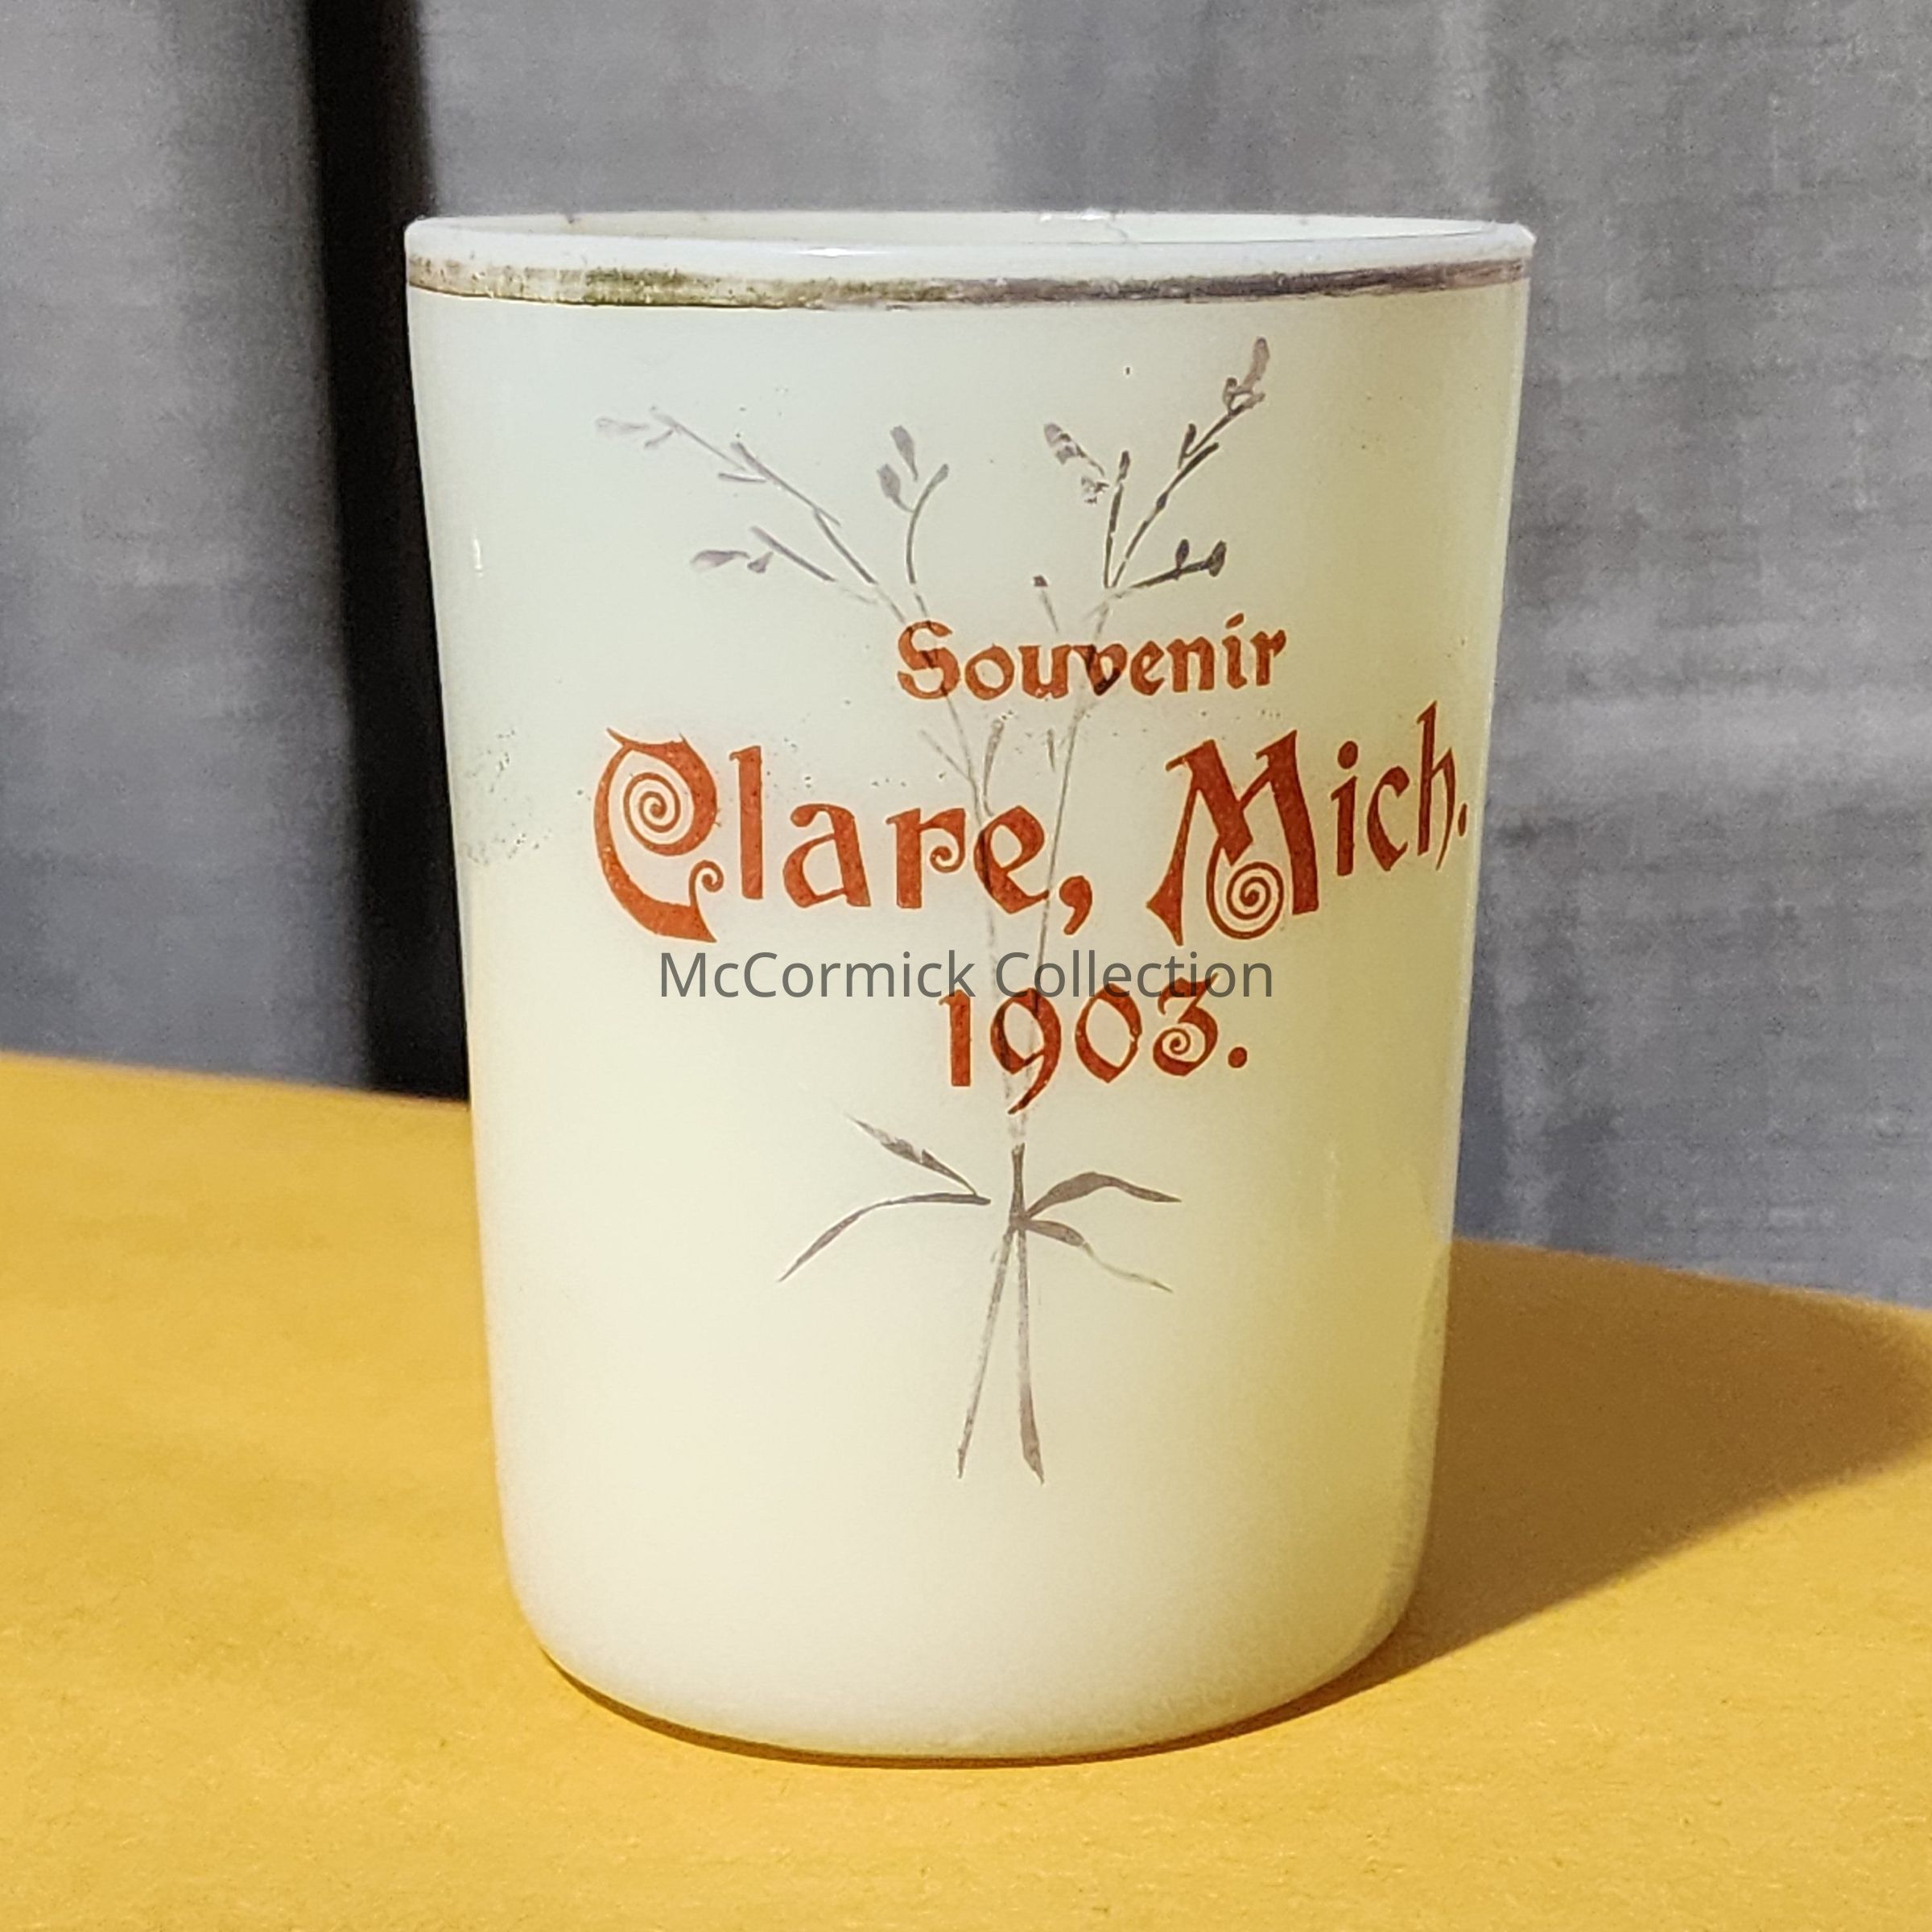 Souvenir
Clare, Mich.
McCormick Collection
1903.